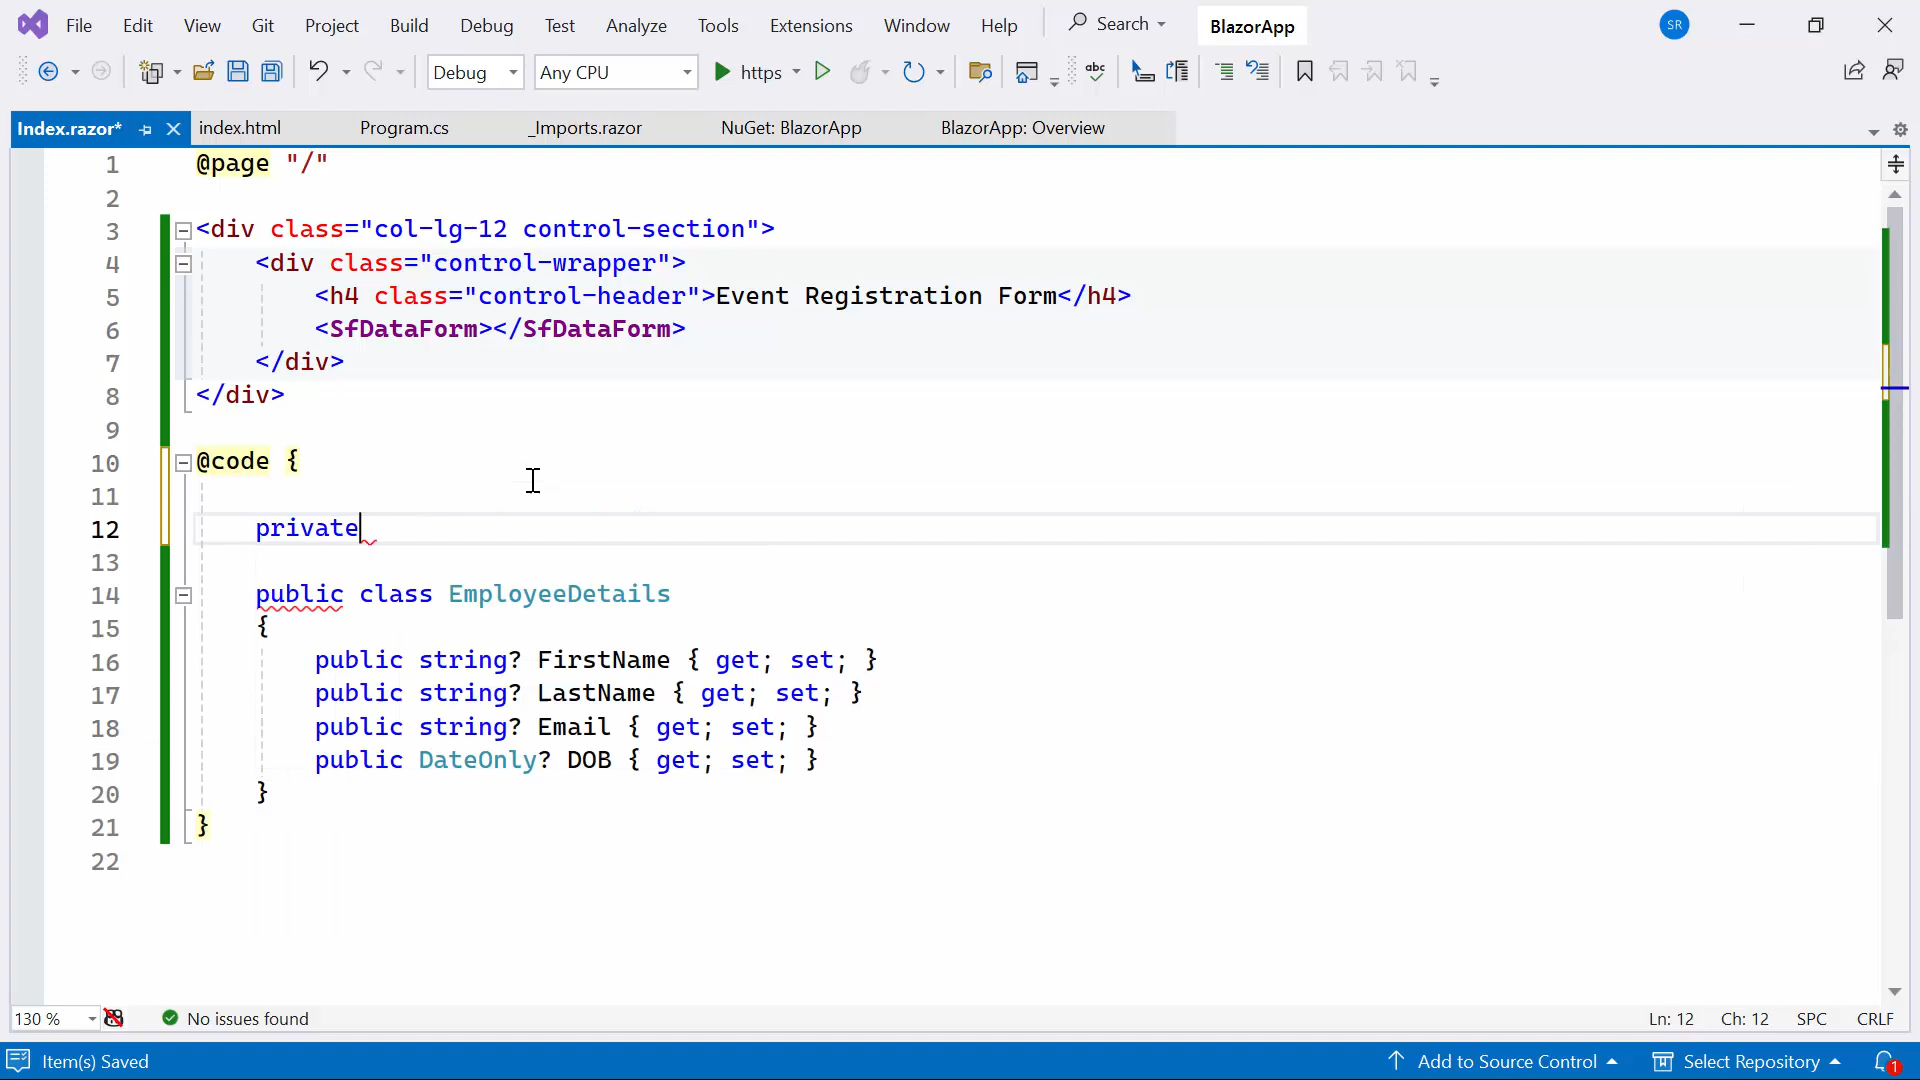 File Edit View Git Project Build Debug Test Analyze Tools Extensions Window Help Search BlazorApp SR
Debug Any CPU https abc
Index.razor* index.html Program.cs _Imports.razor NuGet: BlazorApp BlazorApp: Overview
1 @page "/"
2
3 <div class="col-lg-12 control-section">
4 <div class="control-wrapper">
5 <h4 class="control-header">Event Registration Form</h4>
6 <SfDataForm></SfDataForm>
7 </div>
8 </div>
9
10 @code {
11
12 private
13
14 public class EmployeeDetails
15 {
16 public string? FirstName { get; set; }
17 public string? LastName { get; set; }
18 public string? Email { get; set; }
19 public DateOnly? DOB { get; set; }
20 }
21 }
22
130 % No issues found Ln: 12 Ch: 12 SPC CRLF
Item(s) Saved Add to Source Control Select Repository 1